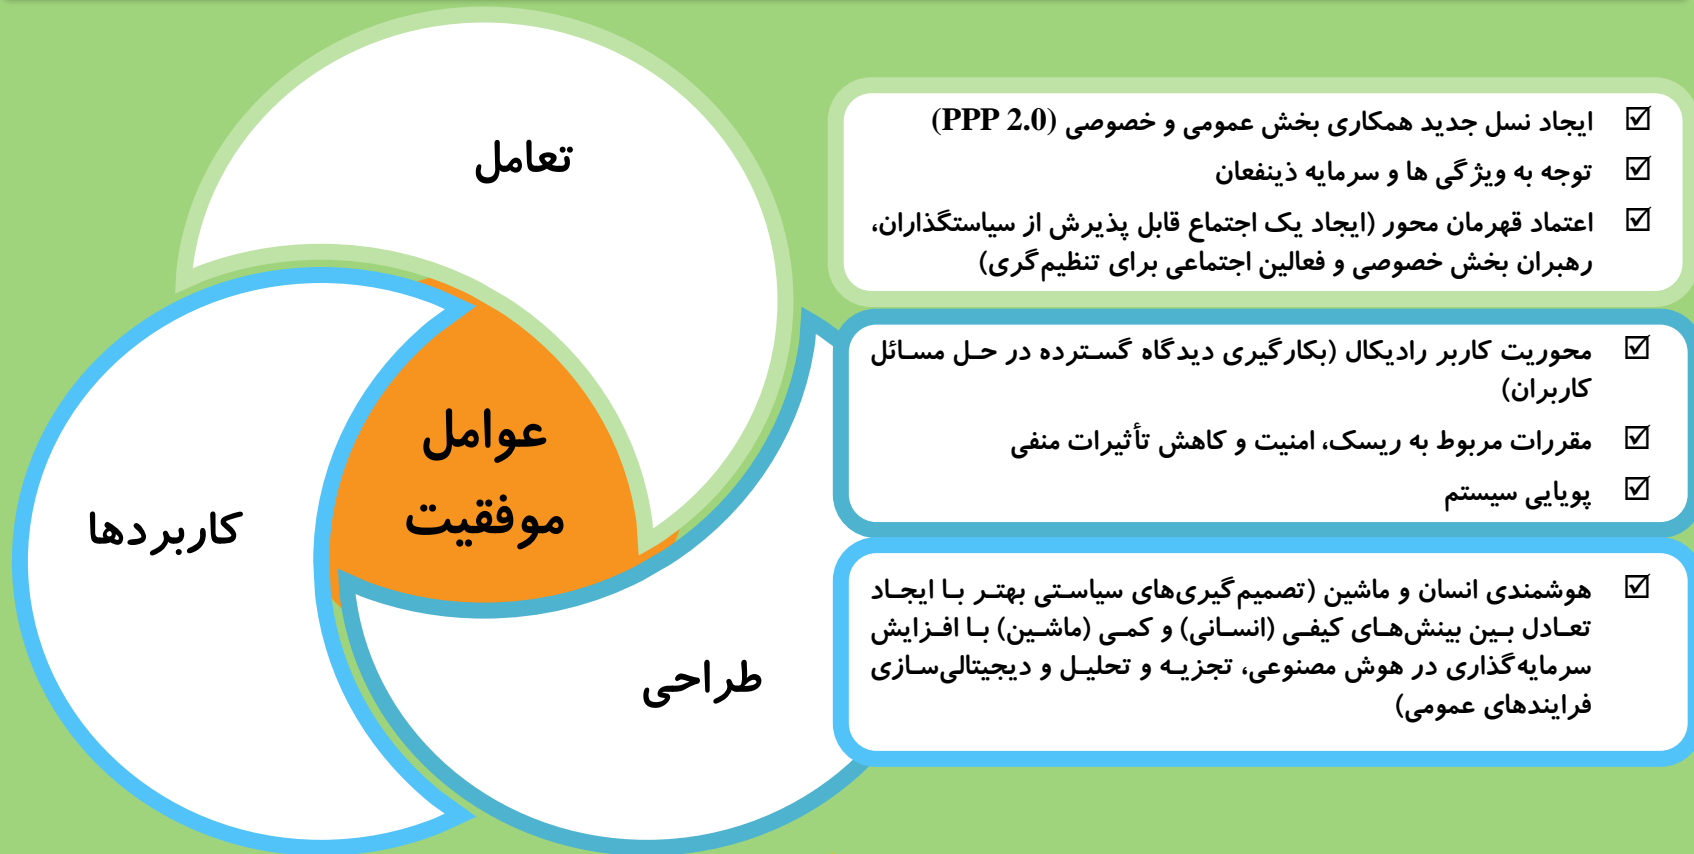 تعامل
عوامل
موفقیت
کاربردها
طراحی
☑ ایجاد نسل جدید همکاری بخش عمومی و خصوصی (PPP 2.0)
☑ توجه به ویژگی ها و سرمایه ذینفعان
☑ اعتماد قهرمان محور (ایجاد یک اجتماع قابل پذیرش از سیاستگذاران،
رهبران بخش خصوصی و فعالین اجتماعی برای تنظیم‌گری)
☑ محوریت کاربر رادیکال (بکارگیری دیدگاه گسترده در حل مسائل
کاربران)
☑ مقررات مربوط به ریسک، امنیت و کاهش تأثیرات منفی
☑ پویایی سیستم
☑ هوشمندی انسان و ماشین (تصمیم‌گیری‌های سیاستی بهتر با ایجاد
تعادل بین بینش‌های کیفی (انسانی) و کمی (ماشین) با افزایش
سرمایه‌گذاری در هوش مصنوعی، تجزیه و تحلیل و دیجیتالی‌سازی
فرایندهای عمومی)